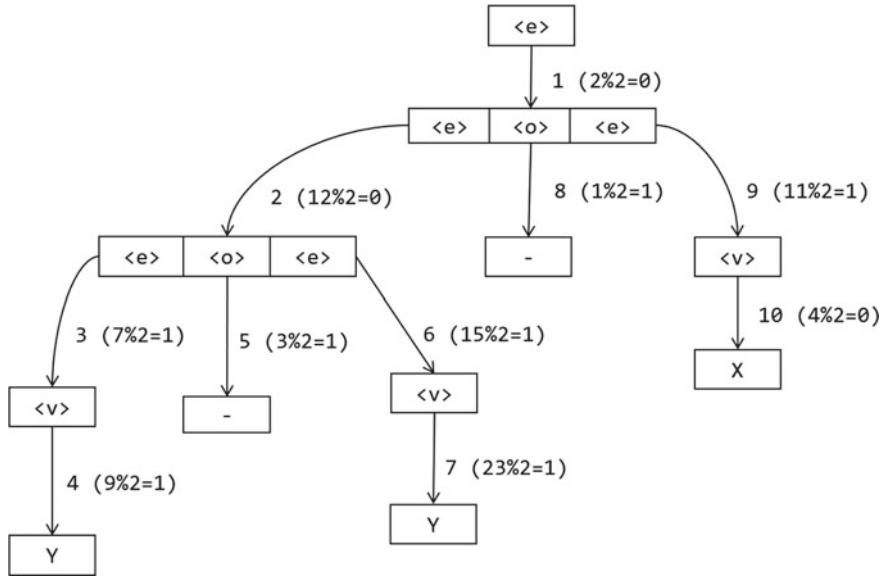 <e>
1 (2%2=0)
<e> <o> <e>
2 (12%2=0)
8 (1%2=1)
9 (11%2=1)
<e> <o> <e>
-
<v>
3 (7%2=1)
5 (3%2=1)
6 (15%2=1)
10 (4%2=0)
<v>
-
<v>
X
4 (9%2=1)
7 (23%2=1)
Y
Y